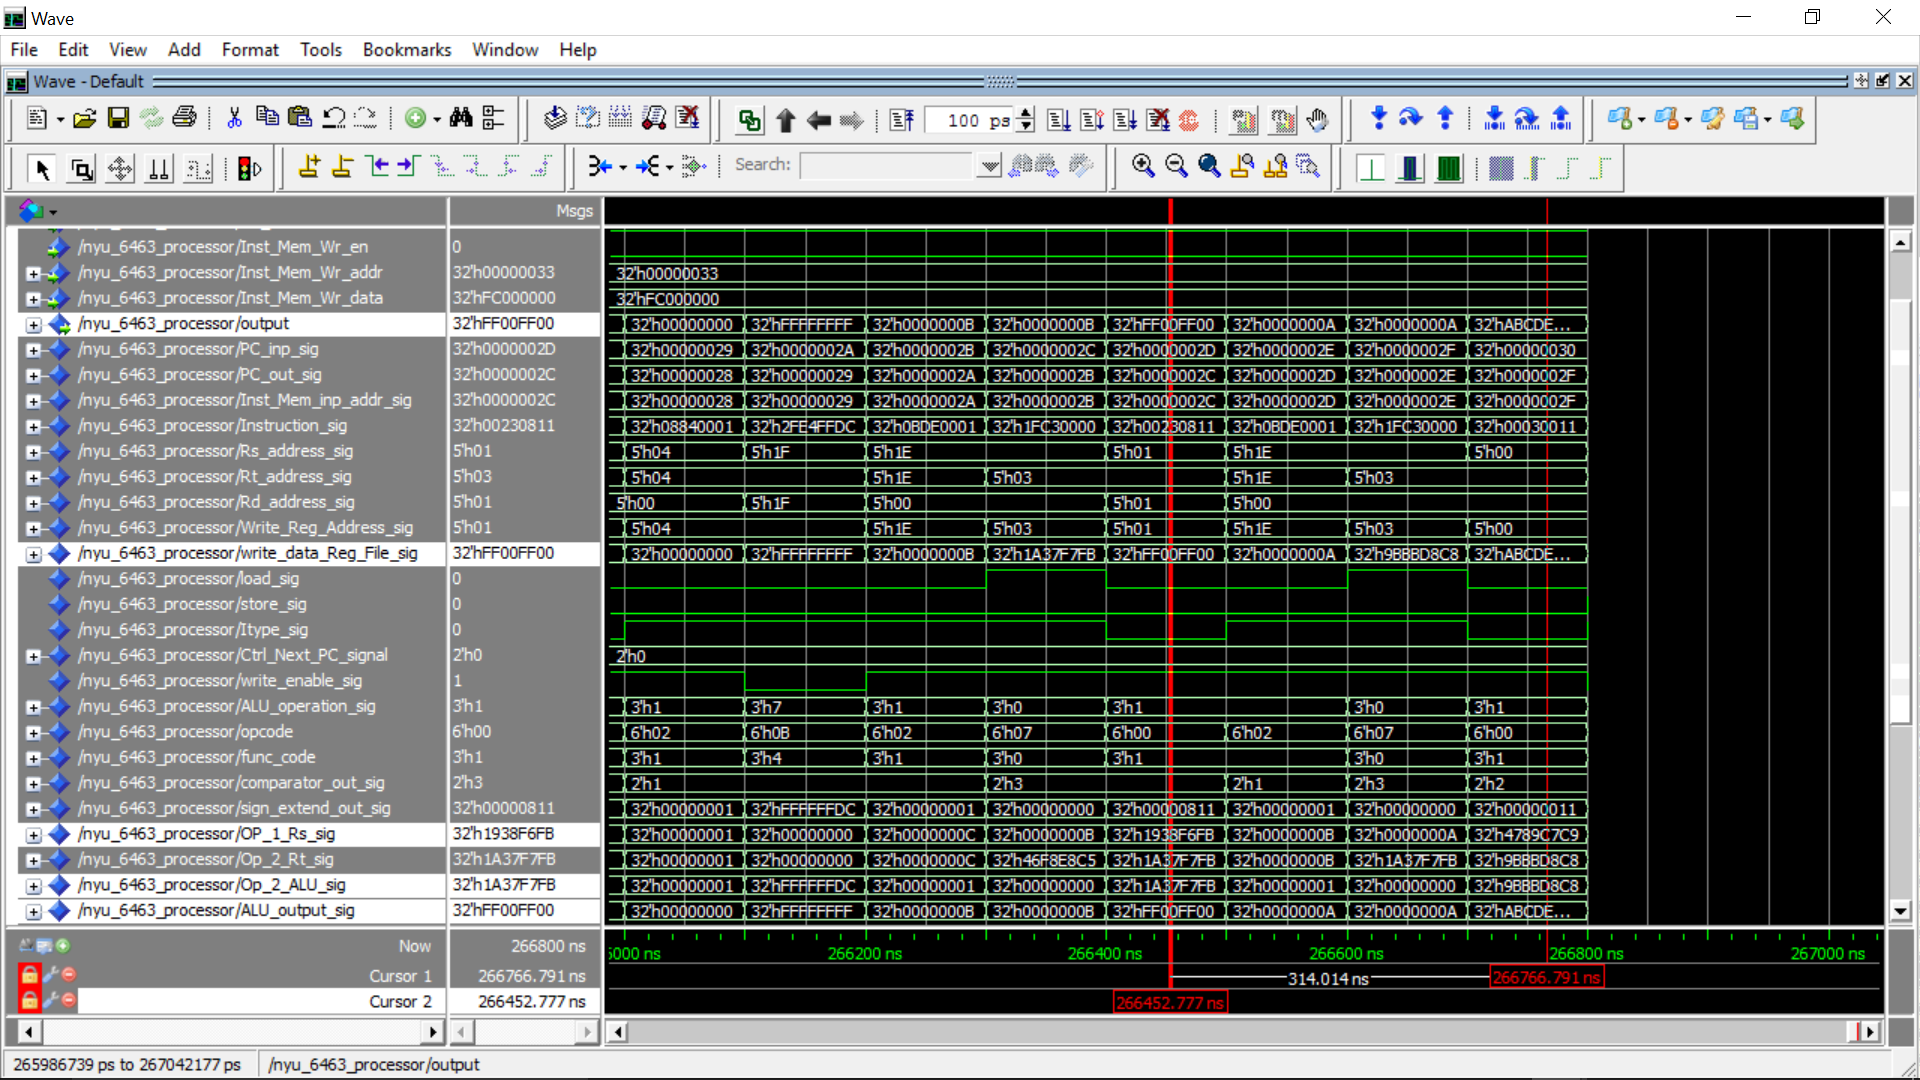 Wave
File Edit View Add Format Tools Bookmarks Window Help
Wave - Default
100 ps
Search:
Msgs
/nyu_6463_processor/Inst_Mem_Wr_en 0
/nyu_6463_processor/Inst_Mem_Wr_addr 32'h00000033 32'h00000033
/nyu_6463_processor/Inst_Mem_Wr_data 32'hFC000000 32'hFC000000
/nyu_6463_processor/output 32'hFF00FF00 32'h00000000 32'hFFFFFFFF 32'h0000000B 32'h0000000B 32'hFF00FF00 32'h0000000A 32'h0000000A 32'hABCDE...
/nyu_6463_processor/PC_inp_sig 32'h0000002D 32'h00000029 32'h0000002A 32'h0000002B 32'h0000002C 32'h0000002D 32'h0000002E 32'h0000002F 32'h00000030
/nyu_6463_processor/PC_out_sig 32'h0000002C 32'h00000028 32'h00000029 32'h0000002A 32'h0000002B 32'h0000002C 32'h0000002D 32'h0000002E 32'h0000002F
/nyu_6463_processor/Inst_Mem_inp_addr_sig 32'h0000002C 32'h00000028 32'h00000029 32'h0000002A 32'h0000002B 32'h0000002C 32'h0000002D 32'h0000002E 32'h0000002F
/nyu_6463_processor/Instruction_sig 32'h00230811 32'h08840001 32'h2FE4FFDC 32'h0BDE0001 32'h1FC30000 32'h00230811 32'h0BDE0001 32'h1FC30000 32'h00030011
/nyu_6463_processor/Rs_address_sig 5'h01 5'h04 5'h1F 5'h1E 5'h01 5'h1E 5'h00
/nyu_6463_processor/Rt_address_sig 5'h03 5'h04 5'h1E 5'h03 5'h1E 5'h03
/nyu_6463_processor/Rd_address_sig 5'h01 5'h00 5'h1F 5'h00 5'h01 5'h00
/nyu_6463_processor/Write_Reg_Address_sig 5'h01 5'h04 5'h1E 5'h03 5'h01 5'h1E 5'h03 5'h00
/nyu_6463_processor/write_data_Reg_File_sig 32'hFF00FF00 32'h00000000 32'hFFFFFFFF 32'h0000000B 32'h1A37F7FB 32'hFF00FF00 32'h0000000A 32'h9BBBD8C8 32'hABCDE...
/nyu_6463_processor/load_sig 0
/nyu_6463_processor/store_sig 0
/nyu_6463_processor/Itype_sig 0
/nyu_6463_processor/Ctrl_Next_PC_signal 2'h0 2'h0
/nyu_6463_processor/write_enable_sig 1
/nyu_6463_processor/ALU_operation_sig 3'h1 3'h1 3'h7 3'h1 3'h0 3'h1 3'h0 3'h1
/nyu_6463_processor/opcode 6'h00 6'h02 6'h0B 6'h02 6'h07 6'h00 6'h02 6'h07 6'h00
/nyu_6463_processor/func_code 3'h1 3'h1 3'h4 3'h1 3'h0 3'h1 3'h0 3'h1
/nyu_6463_processor/comparator_out_sig 2'h3 2'h1 2'h3 2'h1 2'h3 2'h2
/nyu_6463_processor/sign_extend_out_sig 32'h00000811 32'h00000001 32'hFFFFFFDC 32'h00000001 32'h00000000 32'h00000811 32'h00000001 32'h00000000 32'h00000011
/nyu_6463_processor/OP_1_Rs_sig 32'h1938F6FB 32'h00000001 32'h00000000 32'h0000000C 32'h0000000B 32'h1938F6FB 32'h0000000B 32'h0000000A 32'h4789C7C9
/nyu_6463_processor/Op_2_Rt_sig 32'h1A37F7FB 32'h00000001 32'h00000000 32'h0000000C 32'h46F8E8C5 32'h1A37F7FB 32'h0000000B 32'h1A37F7FB 32'h9BBBD8C8
/nyu_6463_processor/Op_2_ALU_sig 32'h1A37F7FB 32'h00000001 32'hFFFFFFDC 32'h00000001 32'h00000000 32'h1A37F7FB 32'h00000001 32'h00000000 32'h9BBBD8C8
/nyu_6463_processor/ALU_output_sig 32'hFF00FF00 32'h00000000 32'hFFFFFFFF 32'h0000000B 32'h0000000B 32'hFF00FF00 32'h0000000A 32'h0000000A 32'hABCDE...
Now 266800 ns 000 ns 266200 ns 266400 ns 266600 ns 266800 ns 267000 ns
Cursor 1 266766.791 ns 314.014 ns 266766.791 ns
Cursor 2 266452.777 ns 266452.777 ns
265986739 ps to 267042177 ps /nyu_6463_processor/output